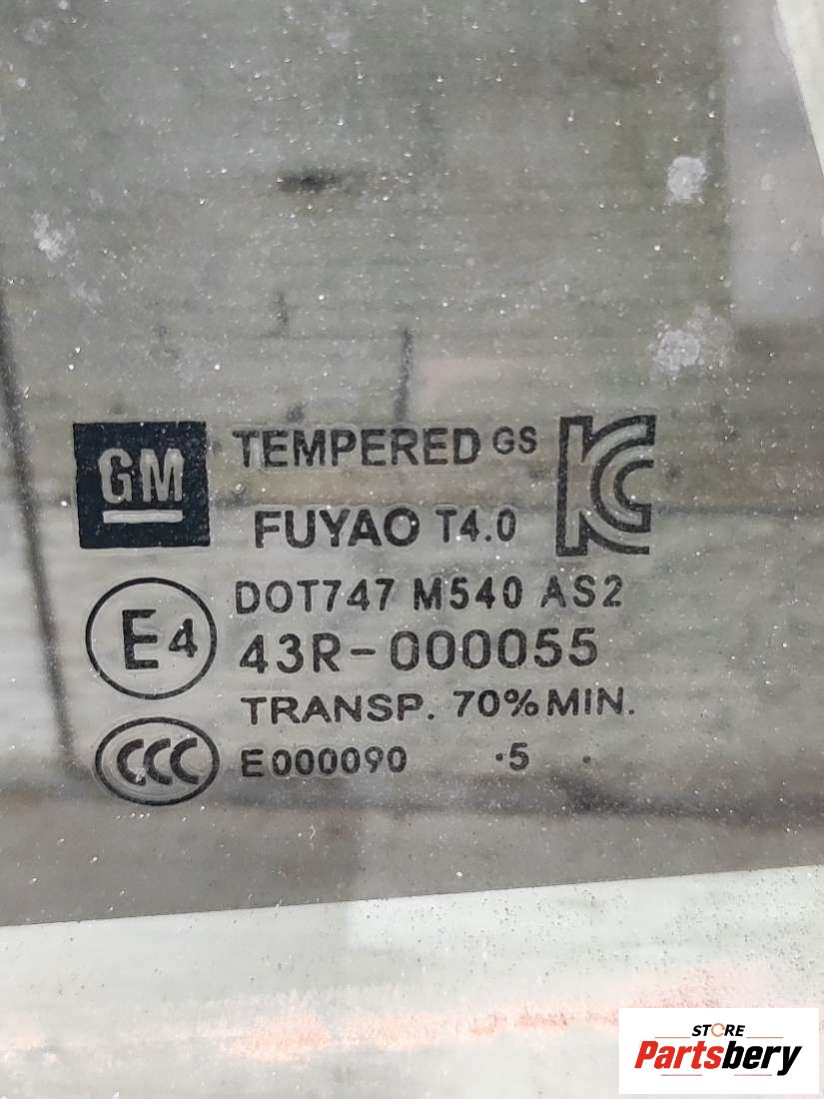 GM TEMPERED GS KC
FUYAO T4.0
DOT747 M540 AS2
E4 43R-000055
TRANSP. 70% MIN.
CCC E000090 ·5 ·
STORE
Partsbery